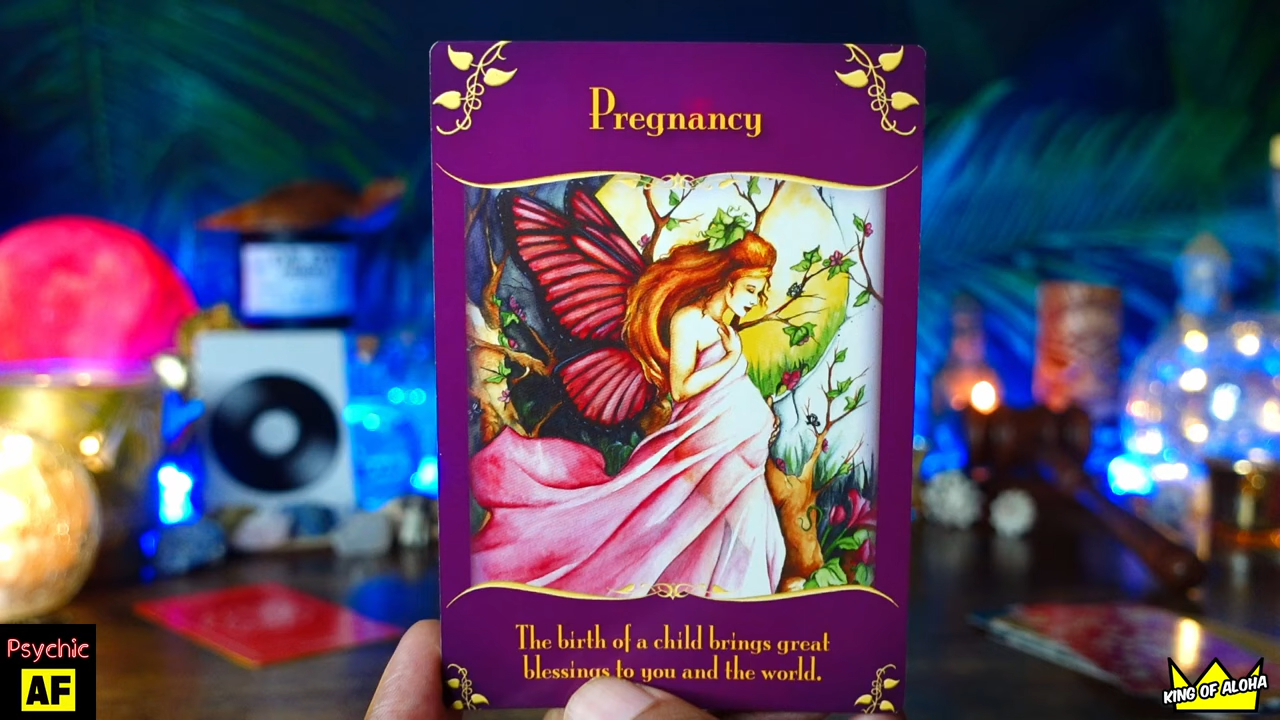 Pregnancy
The birth of a child brings great
blessings to you and the world.
Psychic
AF
KING OF ALOHA